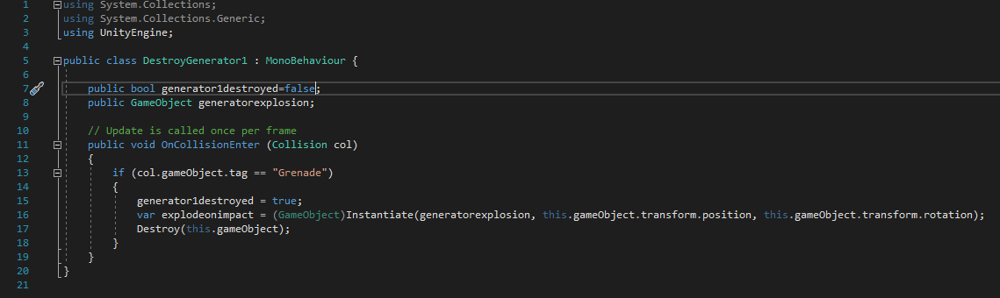 1 using System.Collections;
2 using System.Collections.Generic;
3 using UnityEngine;
4
5 public class DestroyGenerator1 : MonoBehaviour {
6
7 public bool generator1destroyed=false;
8 public GameObject generatorexplosion;
9
10 // Update is called once per frame
11 public void OnCollisionEnter (Collision col)
12 {
13 if (col.gameObject.tag == "Grenade")
14 {
15 generator1destroyed = true;
16 var explodeonimpact = (GameObject)Instantiate(generatorexplosion, this.gameObject.transform.position, this.gameObject.transform.rotation);
17 Destroy(this.gameObject);
18 }
19 }
20 }
21